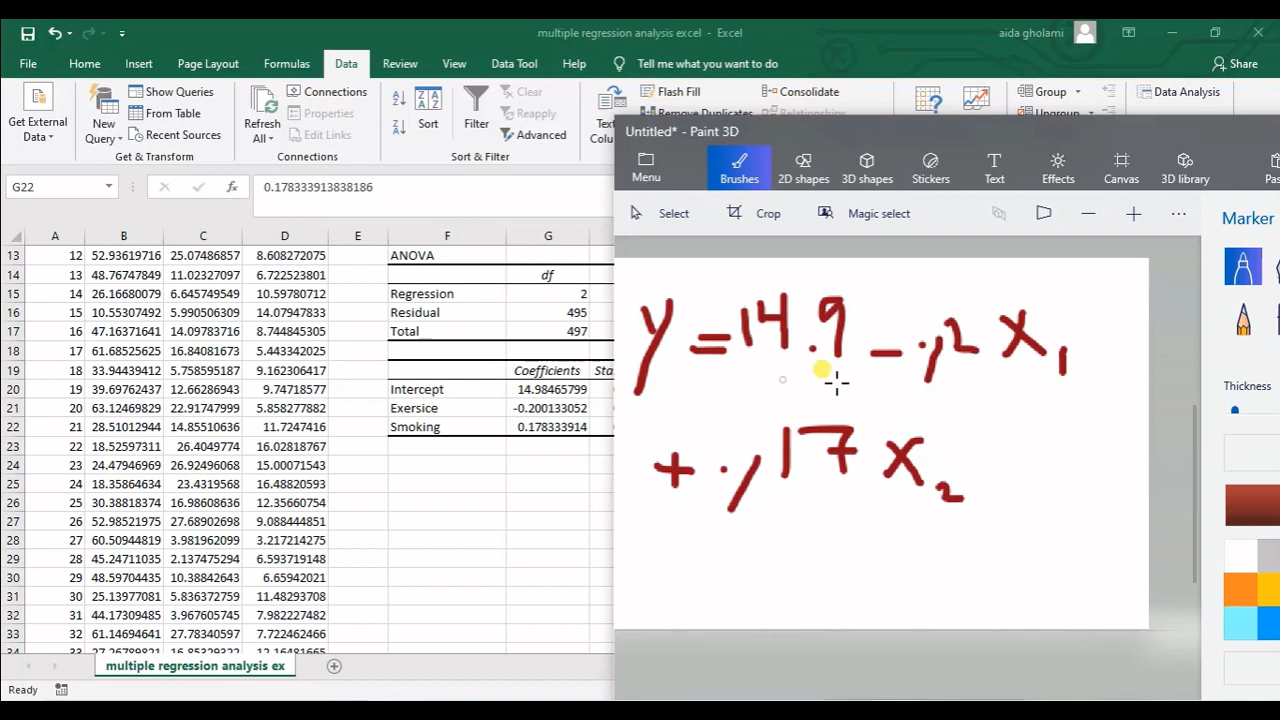 multiple regression analysis excel - Excel
aida gholami
File Home Insert Page Layout Formulas Data Review View Data Tool Help Tell me what you want to do Share
Get External Data
New Query
Show Queries
From Table
Recent Sources
Get & Transform
Refresh All
Connections
Properties
Edit Links
Connections
Sort
Filter
Clear
Reapply
Advanced
Sort & Filter
Flash Fill
Remove Duplicates
Consolidate
Group
Ungroup
Data Analysis
G22 fx 0.178333913838186
A B C D E F G
13 12 52.93619716 25.07486857 8.608272075 ANOVA
14 13 48.76747849 11.02327097 6.722523801 df
15 14 26.16680079 6.645749549 10.59780712 Regression 2
16 15 10.55307492 5.408005806 14.07947833 Residual 495
17 16 47.16371641 14.09783716 8.744845305 Total 497
18 17 61.68525625 16.84081673 5.443342025
19 18 33.94439412 5.758595187 9.162306417 Coefficients Sta
20 19 39.69762437 12.66286943 9.74718577 Intercept 14.98465799
21 20 63.12469829 22.91747999 5.858277882 Exersice -0.200133052
22 21 28.51012944 14.85510636 11.7247416 Smoking 0.178333914
23 22 18.52597311 26.4049774 16.02818767
24 23 24.47946969 26.92496068 15.00071543
25 24 18.35864634 23.4319568 16.48820593
26 25 30.38818374 16.98608636 12.35660754
27 26 52.98521975 27.68902698 9.088444851
28 27 60.50944819 3.981962099 3.217214275
29 28 45.24711035 2.137475294 6.593719148
30 29 48.59704435 10.38842643 6.65942021
31 30 25.13977081 5.836372759 11.48293708
32 31 44.17309485 3.967605745 7.982227482
33 32 61.14694641 27.78340597 7.722462466
multiple regression analysis ex
Ready
Untitled* - Paint 3D
Menu Brushes 2D shapes 3D shapes Stickers Text Effects Canvas 3D library
Select Crop Magic select
Marker
Thickness
y = 14.9 - .,2 x1
+ .,17 x2